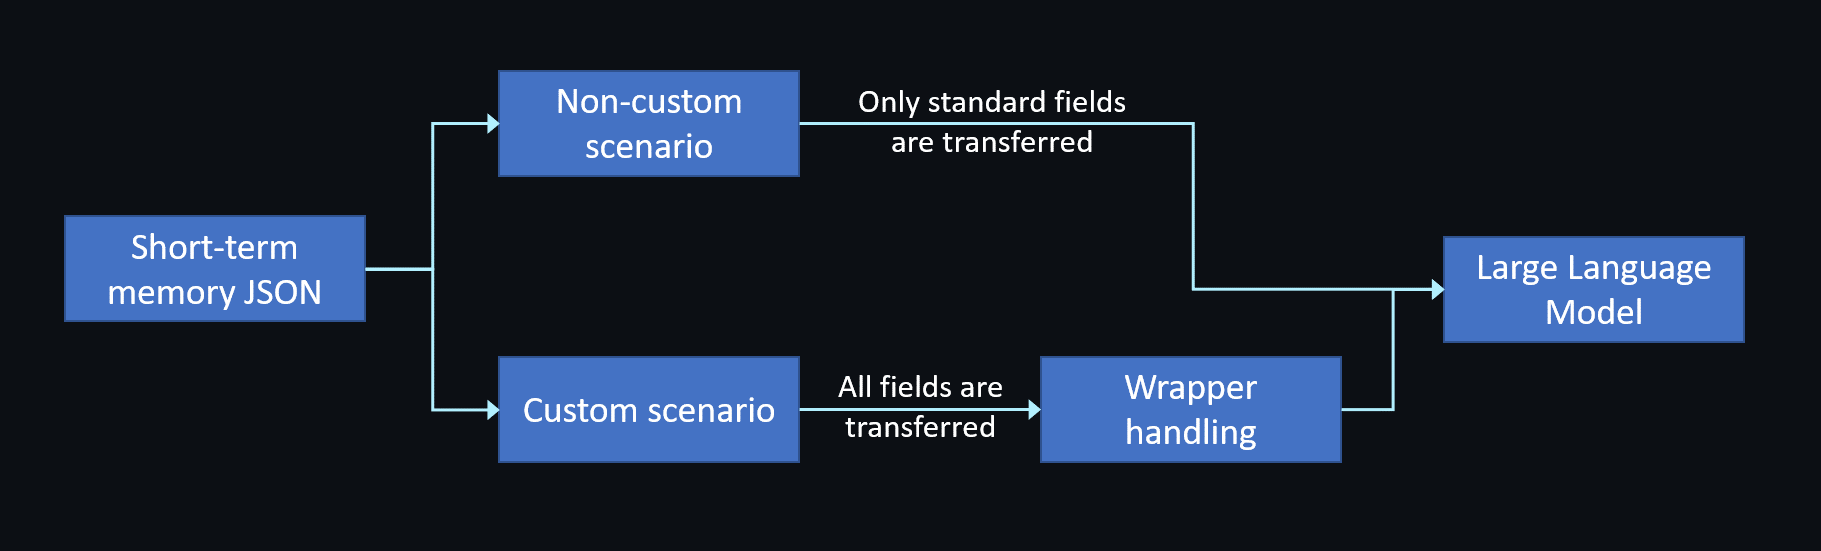 Short-term
memory JSON
Non-custom
scenario
Only standard fields
are transferred
Custom scenario
All fields are
transferred
Wrapper
handling
Large Language
Model